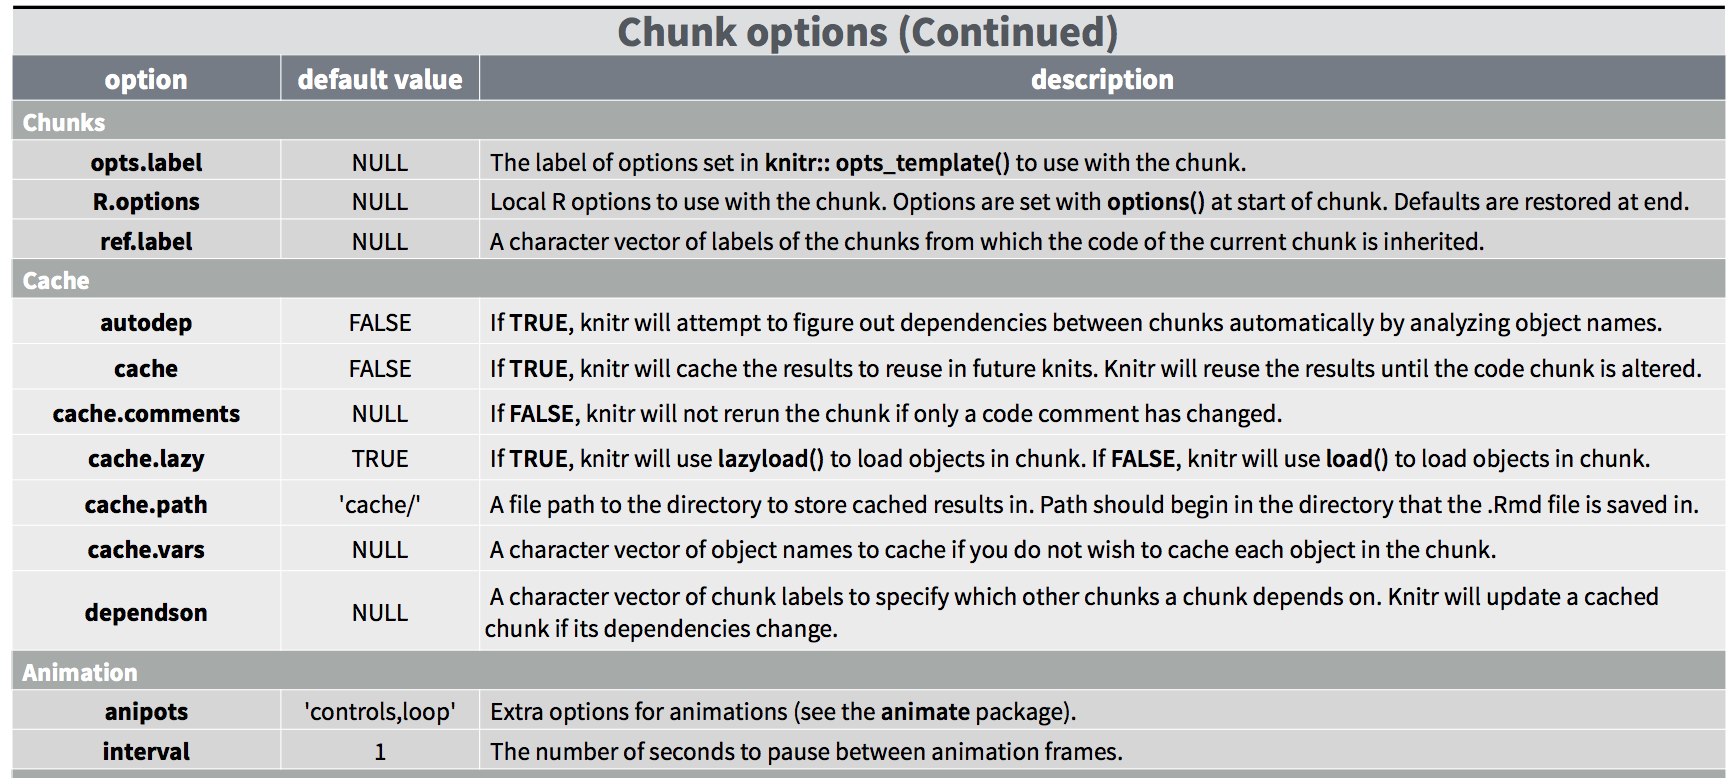 Chunk options (Continued)
option default value description
Chunks
opts.label NULL The label of options set in knitr:: opts_template() to use with the chunk.
R.options NULL Local R options to use with the chunk. Options are set with options() at start of chunk. Defaults are restored at end.
ref.label NULL A character vector of labels of the chunks from which the code of the current chunk is inherited.
Cache
autodep FALSE If TRUE, knitr will attempt to figure out dependencies between chunks automatically by analyzing object names.
cache FALSE If TRUE, knitr will cache the results to reuse in future knits. Knitr will reuse the results until the code chunk is altered.
cache.comments NULL If FALSE, knitr will not rerun the chunk if only a code comment has changed.
cache.lazy TRUE If TRUE, knitr will use lazyload() to load objects in chunk. If FALSE, knitr will use load() to load objects in chunk.
cache.path 'cache/' A file path to the directory to store cached results in. Path should begin in the directory that the .Rmd file is saved in.
cache.vars NULL A character vector of object names to cache if you do not wish to cache each object in the chunk.
dependson NULL A character vector of chunk labels to specify which other chunks a chunk depends on. Knitr will update a cached
chunk if its dependencies change.
Animation
anipots 'controls,loop' Extra options for animations (see the animate package).
interval 1 The number of seconds to pause between animation frames.